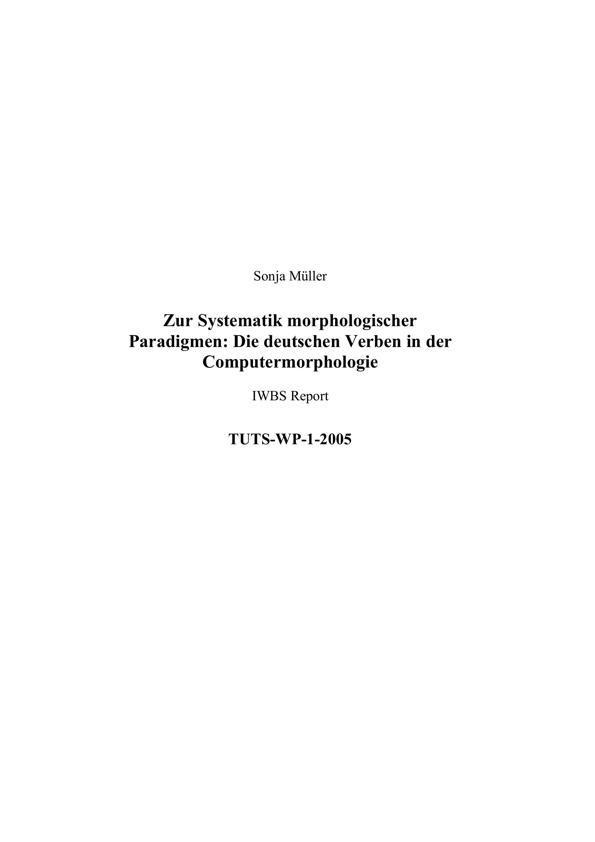 Sonja Müller
Zur Systematik morphologischer
Paradigmen: Die deutschen Verben in der
Computermorphologie
IWBS Report
TUTS-WP-1-2005